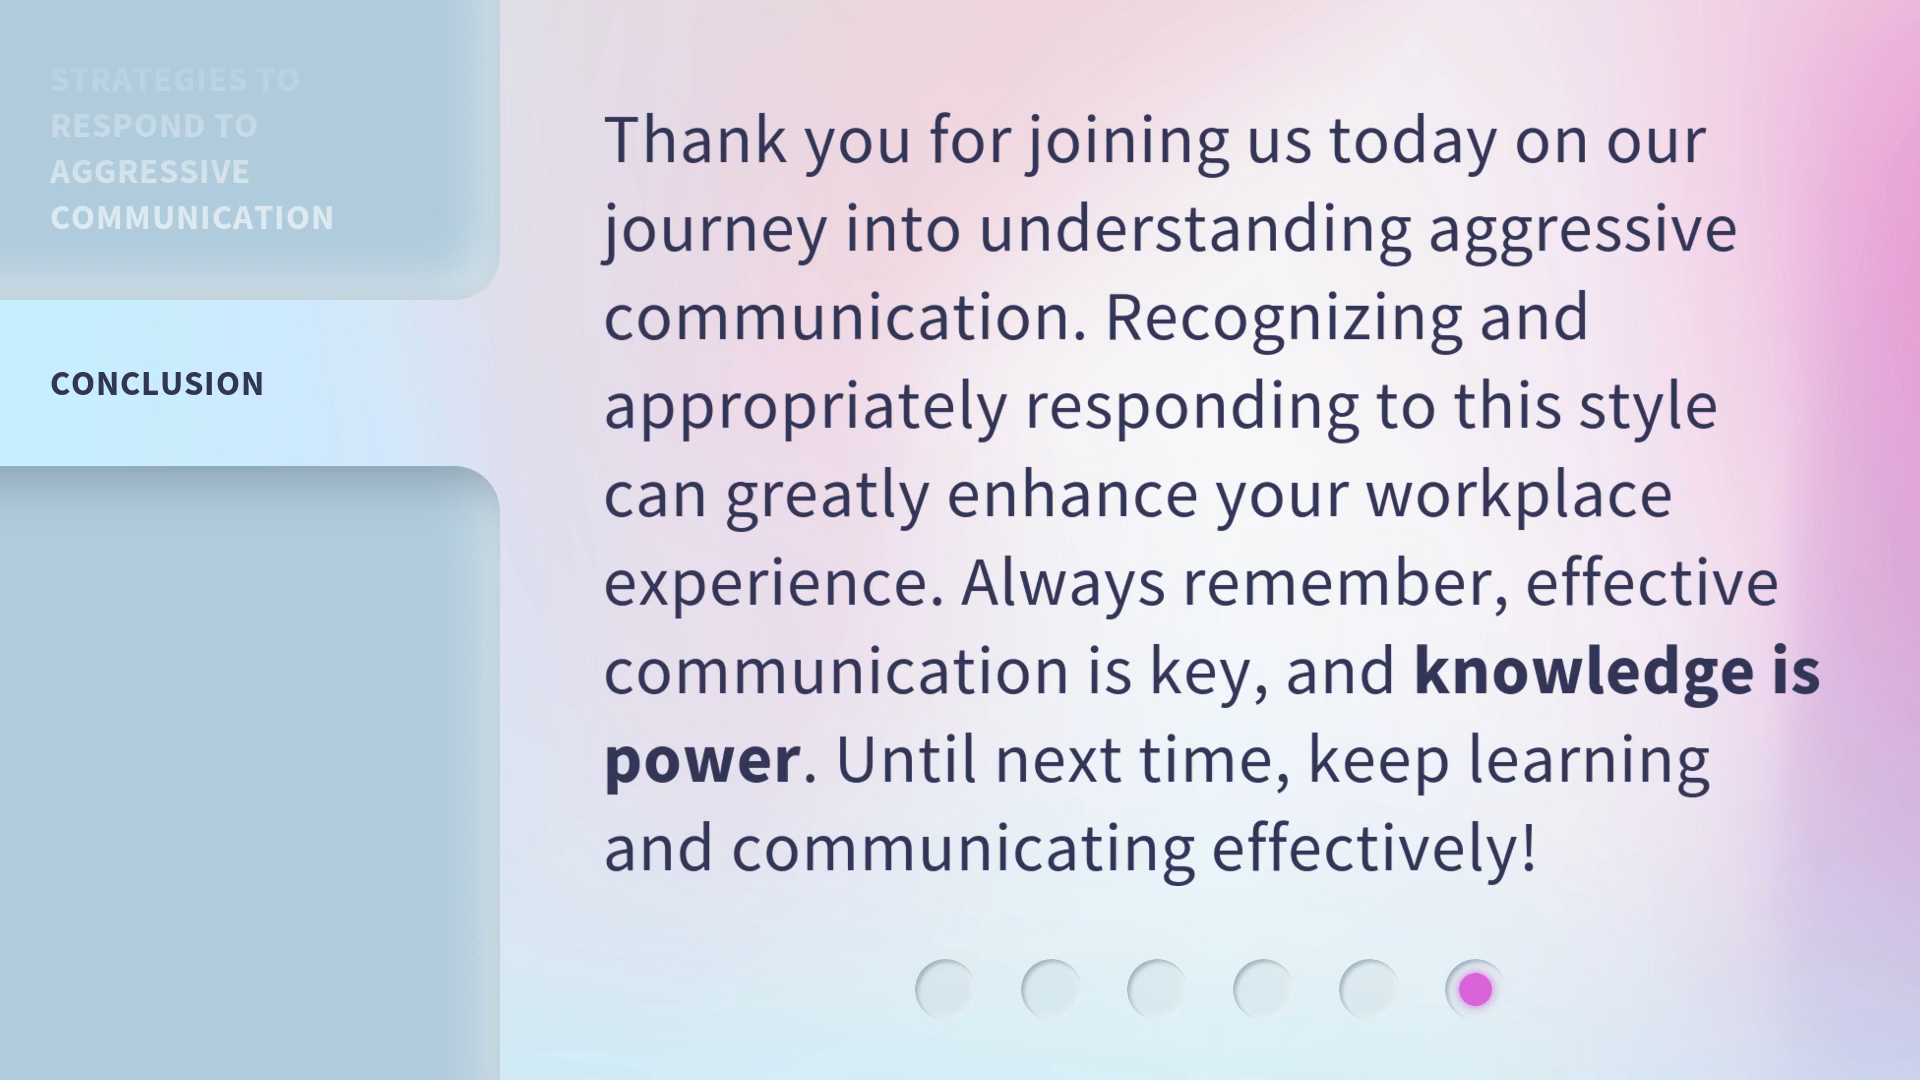 STRATEGIES TO
RESPOND TO
AGGRESSIVE
COMMUNICATION
CONCLUSION
Thank you for joining us today on our
journey into understanding aggressive
communication. Recognizing and
appropriately responding to this style
can greatly enhance your workplace
experience. Always remember, effective
communication is key, and knowledge is
power. Until next time, keep learning
and communicating effectively!